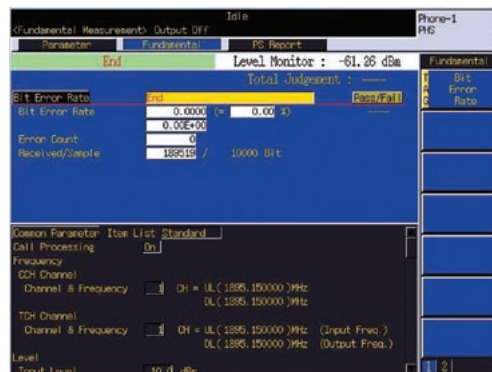 Idle
<Fundamental Measurement> Output Off
Phone-1
PHS
Parameter Fundamental PS Report
Fundamental
End Level Monitor : -61.26 dBm
Total Judgement : ----
Bit Error Rate
Bit Error Rate End Pass/Fail
Bit Error Rate 0.0000 (= 0.00 %) ----
0.00E+00
Error Count 0
Received/Sample 189519 / 10000 Bit
Common Parameter Item List Standard
Call Processing On
Frequency
CCH Channel
Channel & Frequency 1 CH = UL( 1895.150000 )MHz
DL( 1895.150000 )MHz
TCH Channel
Channel & Frequency 1 CH = UL( 1895.150000 )MHz (Input Freq.)
DL( 1895.150000 )MHz (Output Freq.)
Level
Input Level dBm
1 2